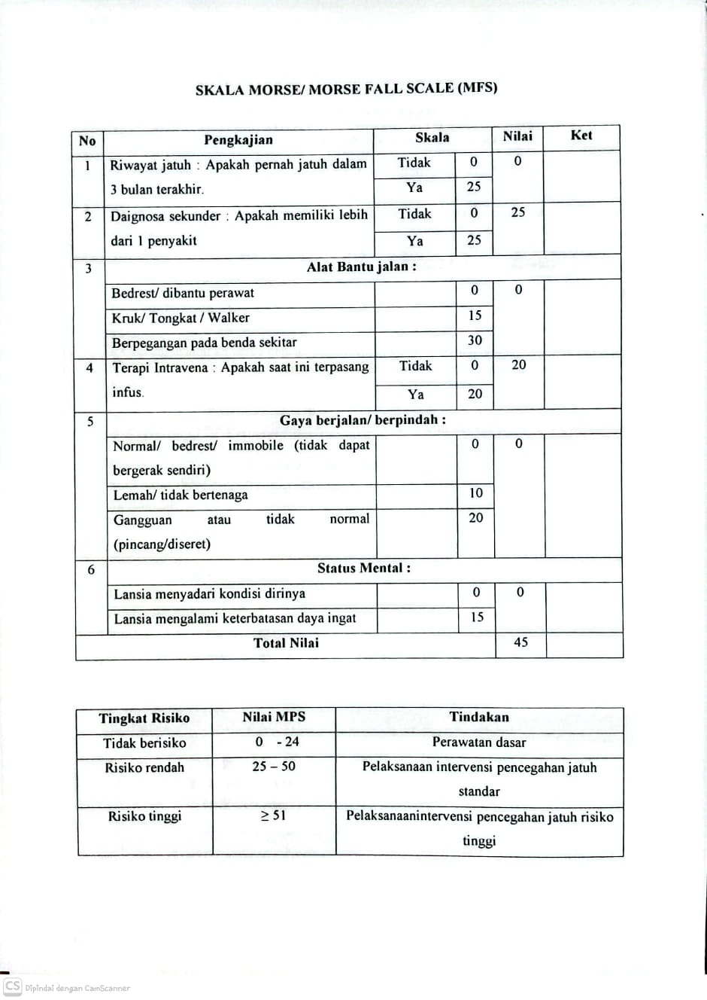 SKALA MORSE/ MORSE FALL SCALE (MFS)
No Pengkajian Skala Nilai Ket
1 Riwayat jatuh : Apakah pernah jatuh dalam Tidak 0 0
3 bulan terakhir. Ya 25
2 Daignosa sekunder : Apakah memiliki lebih Tidak 0 25
dari 1 penyakit Ya 25
3 Alat Bantu jalan :
Bedrest/ dibantu perawat 0 0
Kruk/ Tongkat / Walker 15
Berpegangan pada benda sekitar 30
4 Terapi Intravena : Apakah saat ini terpasang Tidak 0 20
infus. Ya 20
5 Gaya berjalan/ berpindah :
Normal/ bedrest/ immobile (tidak dapat 0 0
bergerak sendiri)
Lemah/ tidak bertenaga 10
Gangguan atau tidak normal 20
(pincang/diseret)
6 Status Mental :
Lansia menyadari kondisi dirinya 0 0
Lansia mengalami keterbatasan daya ingat 15
Total Nilai 45
Tingkat Risiko Nilai MPS Tindakan
Tidak berisiko 0 - 24 Perawatan dasar
Risiko rendah 25 – 50 Pelaksanaan intervensi pencegahan jatuh
standar
Risiko tinggi ≥ 51 Pelaksanaanintervensi pencegahan jatuh risiko
tinggi
CS Dipindai dengan CamScanner